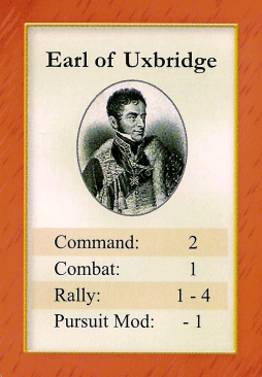 Earl of Uxbridge
Command: 2
Combat: 1
Rally: 1 - 4
Pursuit Mod: - 1